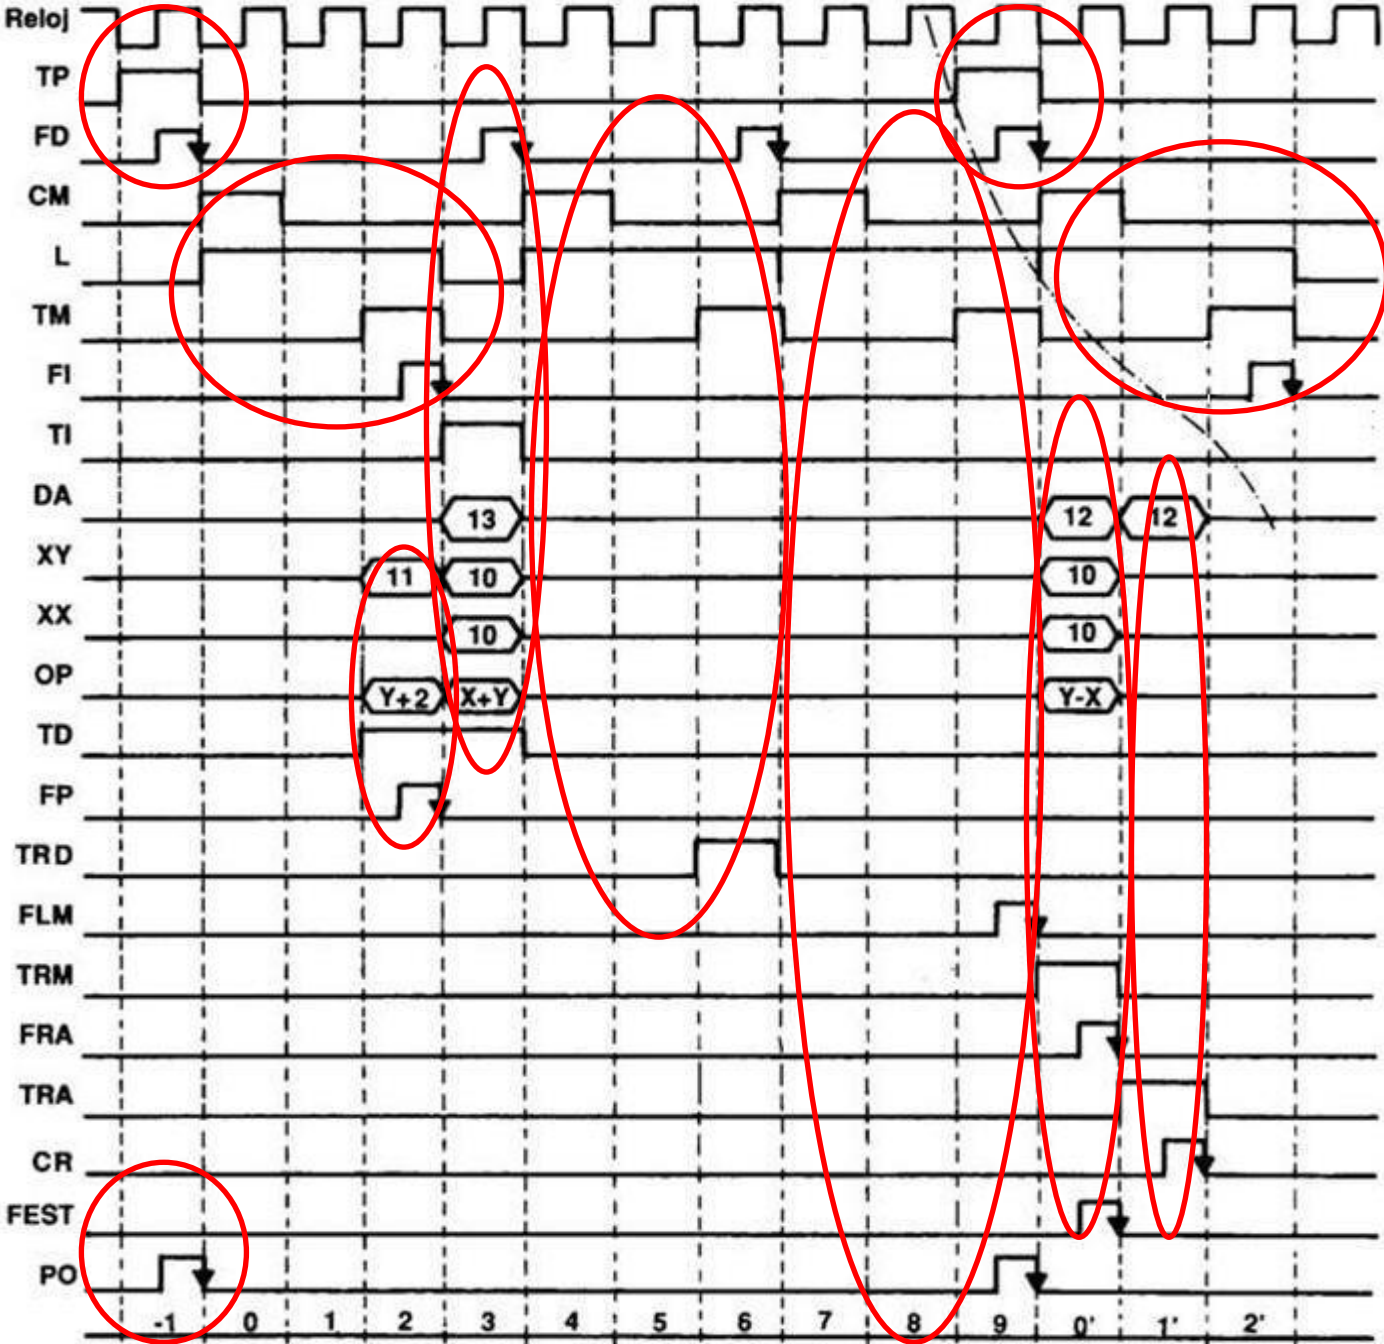 Reloj
TP
FD
CM
L
TM
FI
TI
DA 13 12 12
XY 11 10 10
XX 10 10
OP Y+2 X+Y Y-X
TD
FP
TRD
FLM
TRM
FRA
TRA
CR
FEST
PO
-1 0 1 2 3 4 5 6 7 8 9 0' 1' 2'